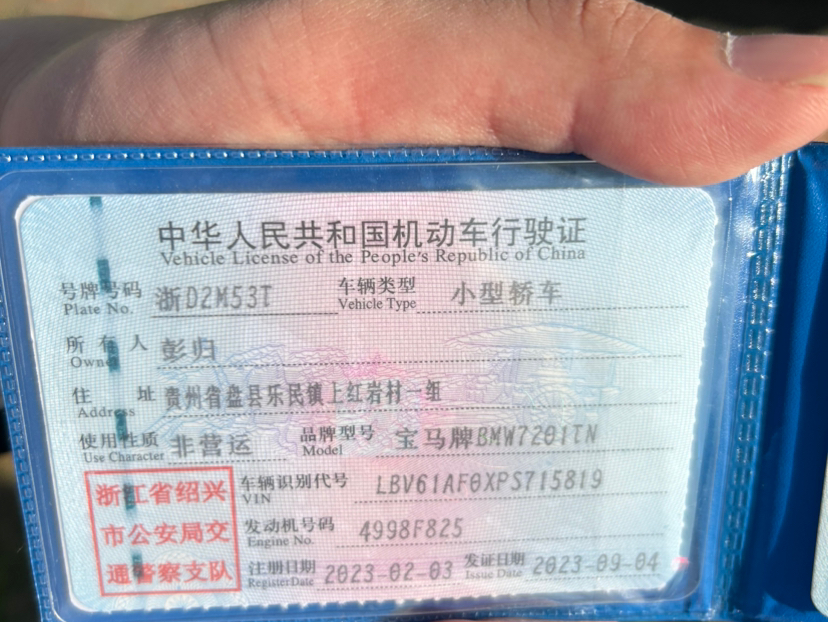 中华人民共和国机动车行驶证
Vehicle License of the People's Republic of China
号牌号码 浙D2M53T 车辆类型 小型轿车
Plate No. Vehicle Type
所有人 彭归
Owner
住址 贵州省盘县乐民镇上红岩村一组
Address
使用性质 非营运 品牌型号 宝马牌BMW7201TN
Use Character Model
车辆识别代号 LBV61AF0XPS715819
VIN
发动机号码 4998F825
Engine No.
注册日期 2023-02-03 发证日期 2023-09-04
Register Date Issue Date
浙江省绍兴
市公安局交
通警察支队